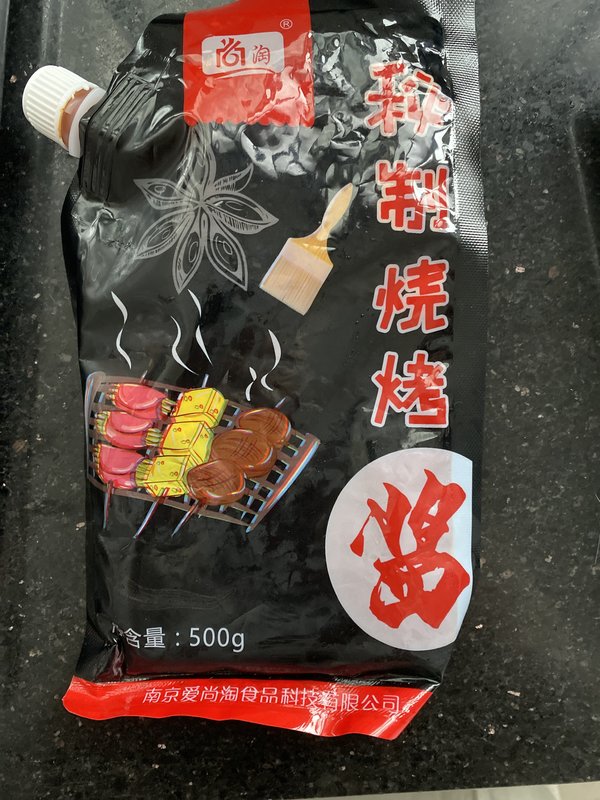 尚淘®
秘制烧烤
酱
净含量：500g
南京爱尚淘食品科技有限公司